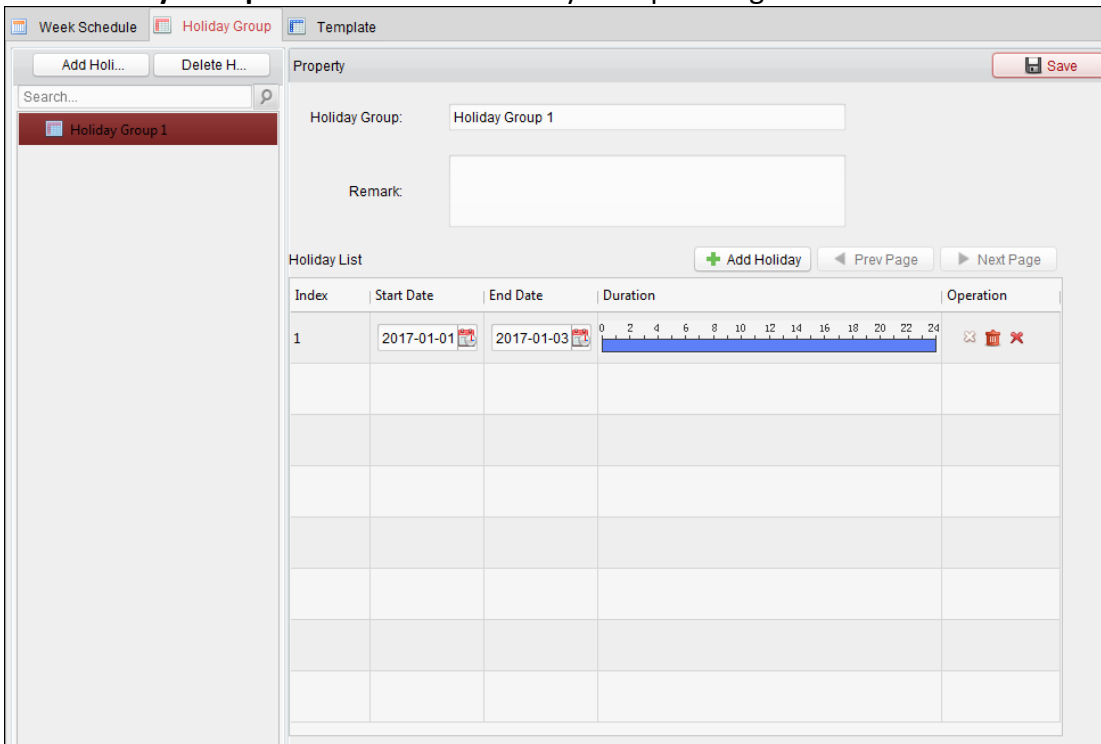 Week Schedule Holiday Group Template
Add Holi... Delete H... Property Save
Search...
Holiday Group 1
Holiday Group: Holiday Group 1
Remark:
Holiday List Add Holiday Prev Page Next Page
Index Start Date End Date Duration Operation
0 2 4 6 8 10 12 14 16 18 20 22 24
1 2017-01-01 2017-01-03